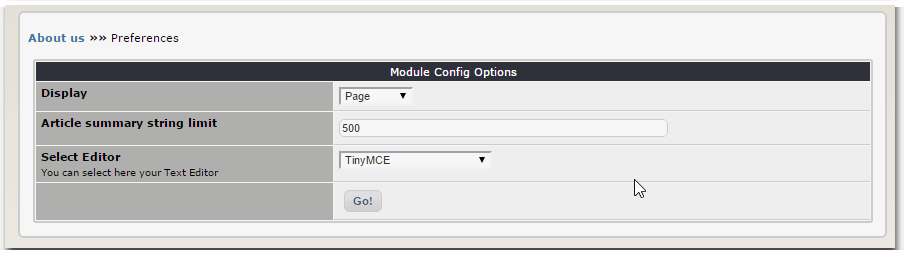 About us »» Preferences
Module Config Options
Display
Page
Article summary string limit
500
Select Editor
TinyMCE
You can select here your Text Editor
Go!